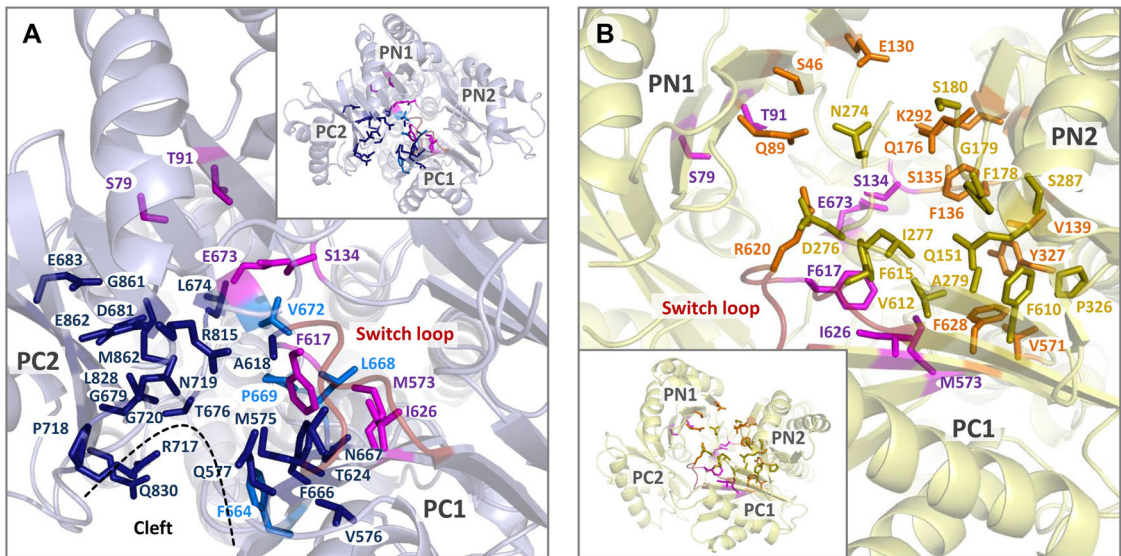 A
PN1
PN2
PC2
PC1
T91
S79
E683
G861
E673
S134
L674
D681
V672
E862
R815
Switch loop
F617
PC2
A618
M862
L668
M573
L828
N719
P669
G679
I626
G720
T676
M575
P718
R717
N667
Q577
T624
Q830
F666
PC1
Cleft
F664
V576
B
E130
PN1
S46
S180
T91
N274
K292
PN2
Q89
Q176
G179
S79
S134
S135
F178
S287
E673
F136
I277
V139
R620
D276
Q151
Y327
F617
F615
A279
Switch loop
V612
P326
F610
I626
F628
V571
M573
PN1
PN2
PC2
PC1
PC1